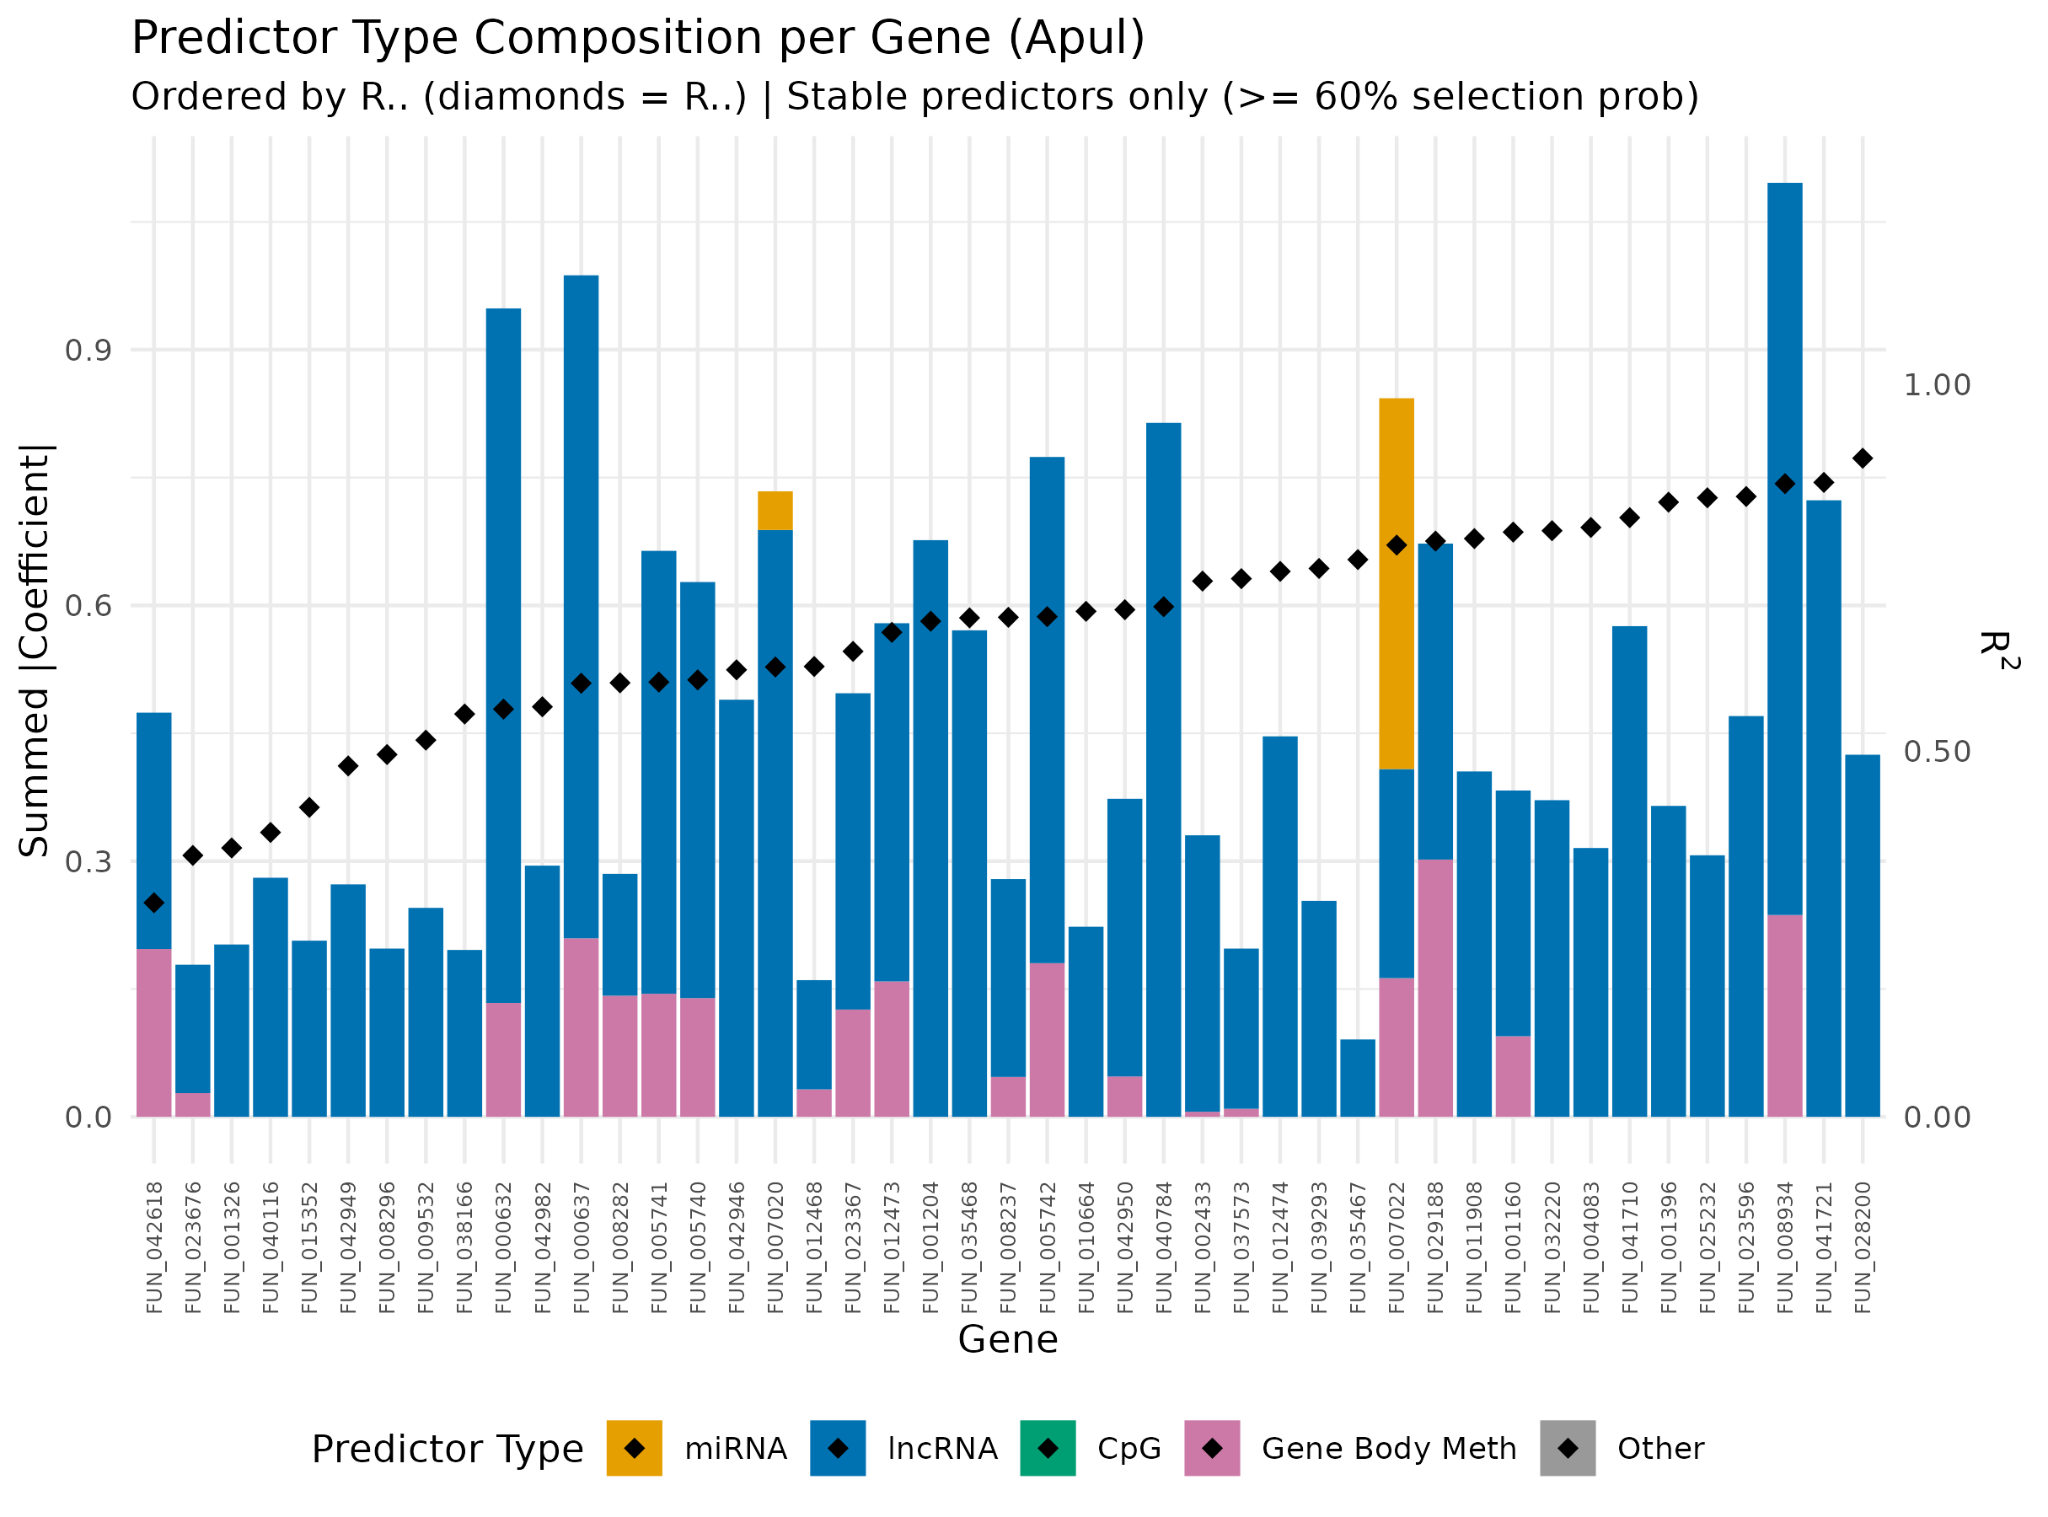 Predictor Type Composition per Gene (Apul)
Ordered by R.. (diamonds = R..) | Stable predictors only (>= 60% selection prob)
Summed |Coefficient|
0.9
0.6
0.3
0.0
1.00
0.50
0.00
R2
FUN_042618
FUN_023676
FUN_001326
FUN_040116
FUN_015352
FUN_042949
FUN_008296
FUN_009532
FUN_038166
FUN_000632
FUN_042982
FUN_000637
FUN_008282
FUN_005741
FUN_005740
FUN_042946
FUN_007020
FUN_012468
FUN_023367
FUN_012473
FUN_001204
FUN_035468
FUN_008237
FUN_005742
FUN_010664
FUN_042950
FUN_040784
FUN_002433
FUN_037573
FUN_012474
FUN_039293
FUN_035467
FUN_007022
FUN_029188
FUN_011908
FUN_001160
FUN_032220
FUN_004083
FUN_041710
FUN_001396
FUN_025232
FUN_023596
FUN_008934
FUN_041721
FUN_028200
Gene
Predictor Type miRNA lncRNA CpG Gene Body Meth Other